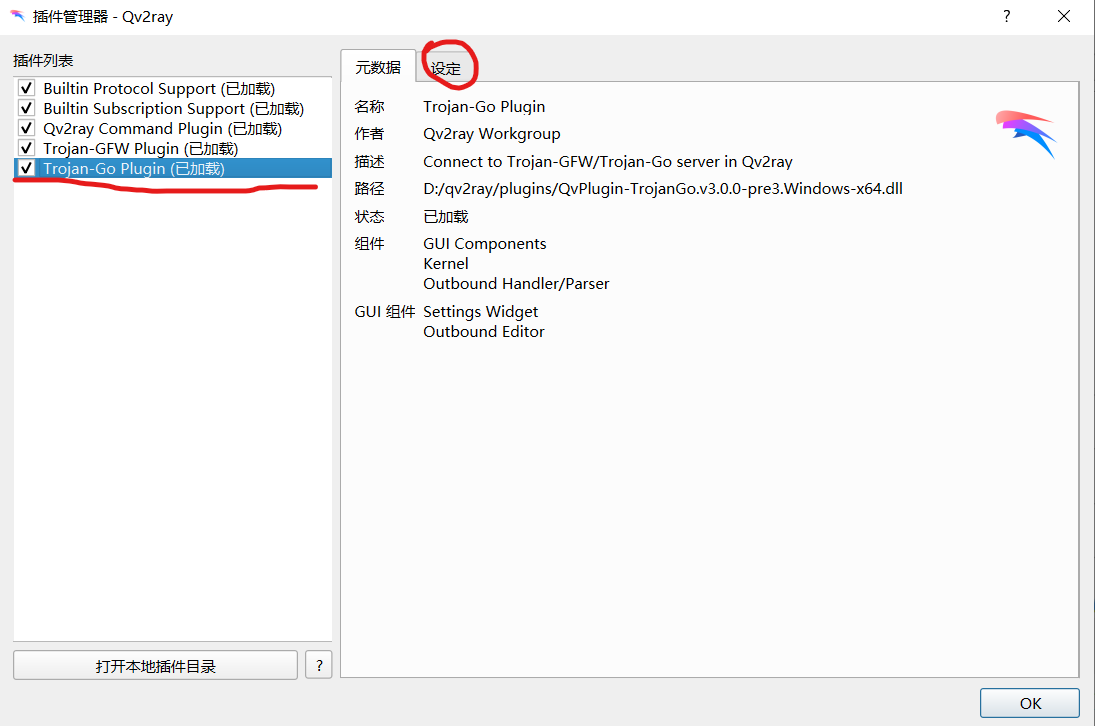 插件管理器 - Qv2ray
?
插件列表
Builtin Protocol Support (已加载)
Builtin Subscription Support (已加载)
Qv2ray Command Plugin (已加载)
Trojan-GFW Plugin (已加载)
Trojan-Go Plugin (已加载)
打开本地插件目录
?
元数据
设定
名称 Trojan-Go Plugin
作者 Qv2ray Workgroup
描述 Connect to Trojan-GFW/Trojan-Go server in Qv2ray
路径 D:/qv2ray/plugins/QvPlugin-TrojanGo.v3.0.0-pre3.Windows-x64.dll
状态 已加载
组件 GUI Components
Kernel
Outbound Handler/Parser
GUI 组件 Settings Widget
Outbound Editor
OK